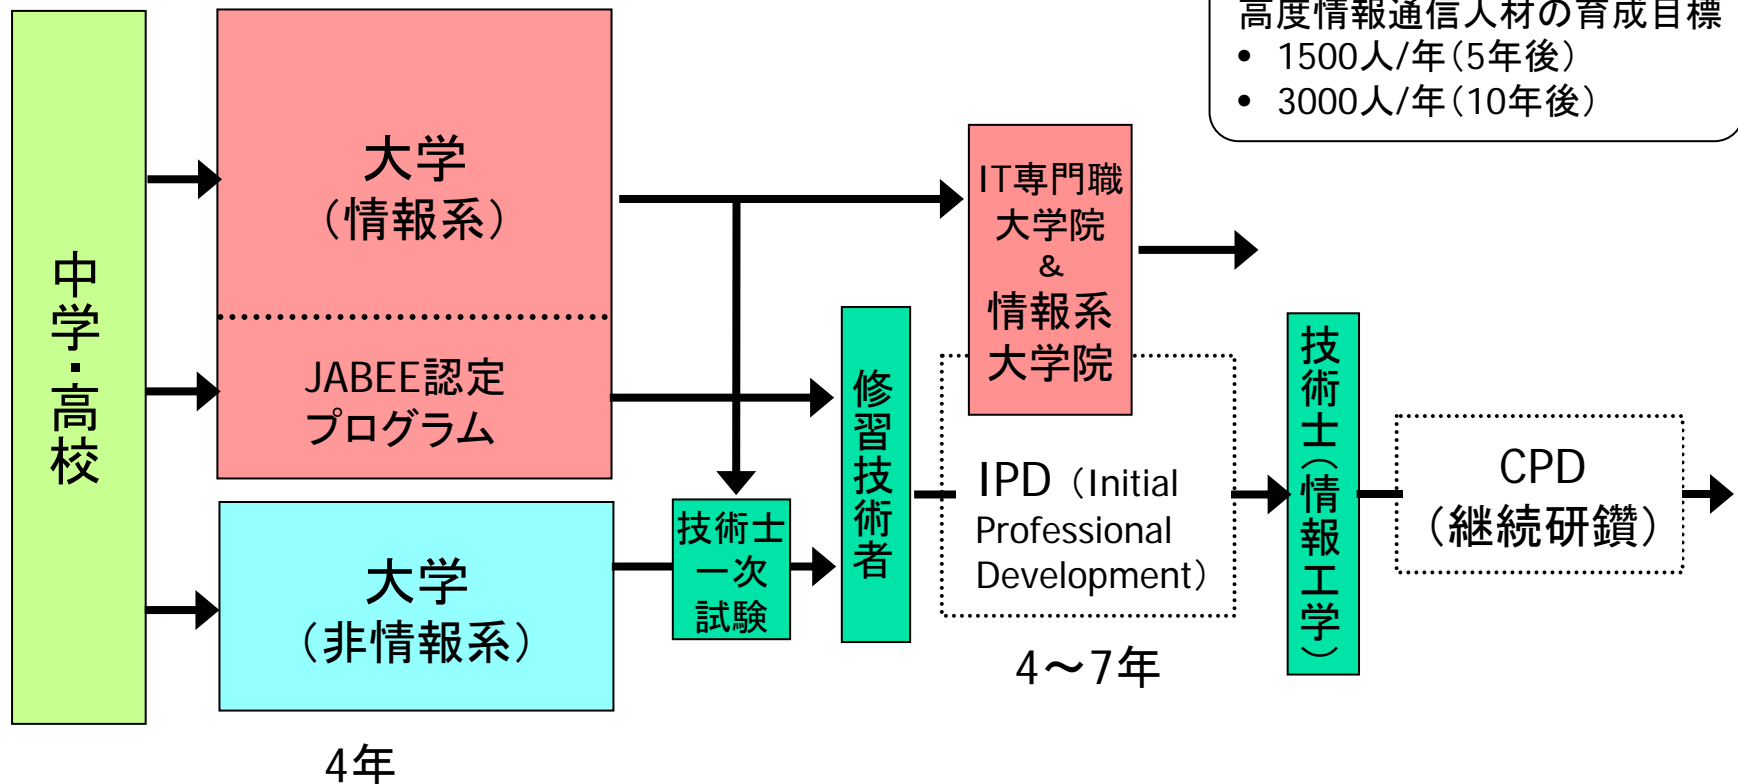 高度情報通信人材の育成目標
• 1500人/年(5年後)
• 3000人/年(10年後)
中学・高校
大学
(情報系)
JABEE認定
プログラム
大学
(非情報系)
4年
技術士
一次
試験
修習技術者
IT専門職
大学院
&
情報系
大学院
IPD (Initial
Professional
Development)
4～7年
技術士(情報工学)
CPD
(継続研鑽)